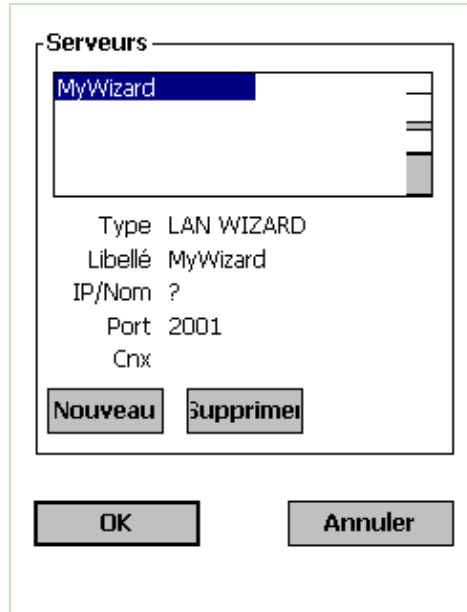 Serveurs
MyWizard
Type LAN WIZARD
Libellé MyWizard
IP/Nom ?
Port 2001
Cnx
Nouveau Supprimer
OK Annuler